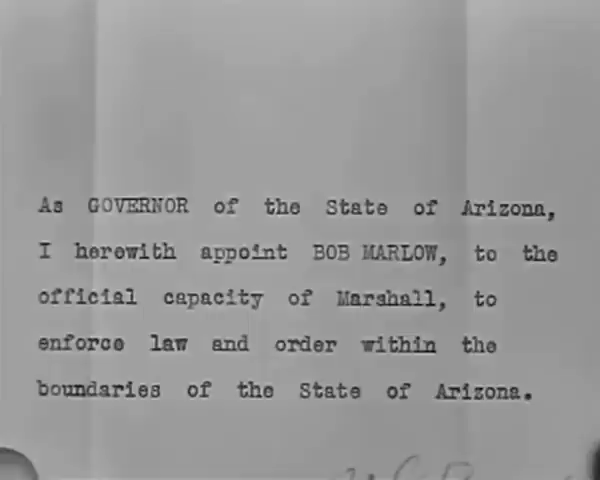 As GOVERNOR of the State of Arizona,
I herewith appoint BOB MARLOW, to the
official capacity of Marshall, to
enforce law and order within the
boundaries of the State of Arizona.